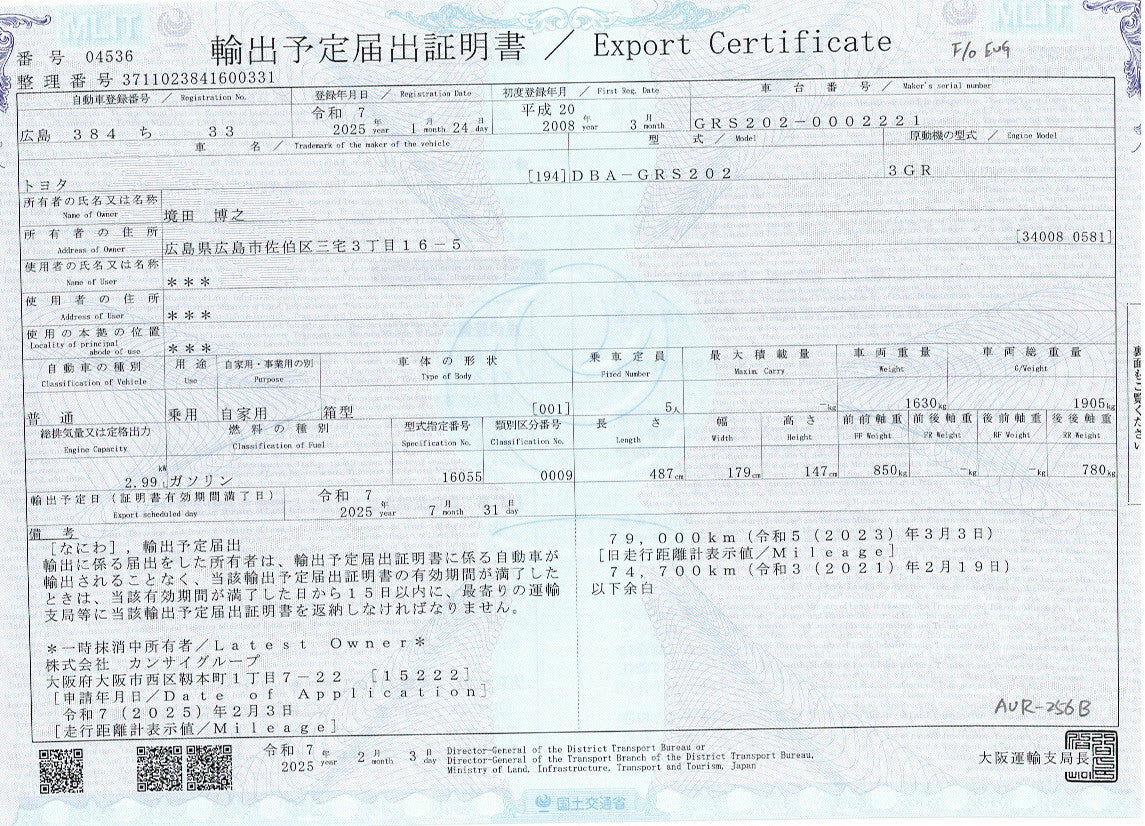 MLIT
MLIT
番号 04536
輸出予定届出証明書 / Export Certificate
F/O Eug
整理番号 3711023841600331
自動車登録番号 / Registration No.
登録年月日 / Registration Date
初度登録年月 / First Reg. Date
車台番号 / Maker's serial number
広島 384 ち 33
令和 7
2025 年 year 1 月 month 24 日 day
平成 20
2008 年 year 3 月 month
GRS202-0002221
車名 / Trademark of the maker of the vehicle
型式 / Model
原動機の型式 / Engine Model
トヨタ [194] DBA-GRS202 3GR
所有者の氏名又は名称
Name of Owner
境田 博之
所有者の住所
Address of Owner
広島県広島市佐伯区三宅3丁目16-5 [34008 0581]
使用者の氏名又は名称
Name of User
***
使用者の住所
Address of User
***
使用の本拠の位置
Locality of principal abode of use
***
自動車の種別 用途 自家用・事業用の別 車体の形状 乗車定員 最大積載量 車両重量 車両総重量
Classification of Vehicle Use Purpose Type of Body Fixed Number Maxim. Carry Weight G/Weight
普通 乗用 自家用 箱型 [001] 5人 -kg 1630kg 1905kg
総排気量又は定格出力 燃料の種別 型式指定番号 類別区分番号 長さ 幅 高さ 前前軸重 前後軸重 後前軸重 後後軸重
Engine Capacity Classification of Fuel Specification No. Classification No. Length Width Height FF Weight FR Weight RF Weight RR Weight
kW
2.99 ℓ ガソリン 16055 0009 487cm 179cm 147cm 850kg -kg -kg 780kg
輸出予定日(証明書有効期間満了日)
Export scheduled day
令和 7
2025 年 year 7 月 month 31 日 day
備考
[なにわ],輸出予定届出
輸出に係る届出をした所有者は、輸出予定届出証明書に係る自動車が
輸出されることなく、当該輸出予定届出証明書の有効期間が満了した
ときは、当該有効期間が満了した日から15日以内に、最寄りの運輸
支局等に当該輸出予定届出証明書を返納しなければなりません。
*一時抹消中所有者/Latest Owner*
株式会社 カンサイグループ
大阪府大阪市西区靱本町1丁目7-22 [15222]
[申請年月日/Date of Application]
令和7(2025)年2月3日
[走行距離計表示値/Mileage]
79,000km(令和5(2023)年3月3日)
[旧走行距離計表示値/Mileage]
74,700km(令和3(2021)年2月19日)
以下余白
AUR-256B
令和 7
2025 年 year 2 月 month 3 日 day
Director-General of the District Transport Bureau or
Director-General of the Transport Branch of the District Transport Bureau,
Ministry of Land, Infrastructure, Transport and Tourism, Japan
大阪運輸支局長
国土交通省